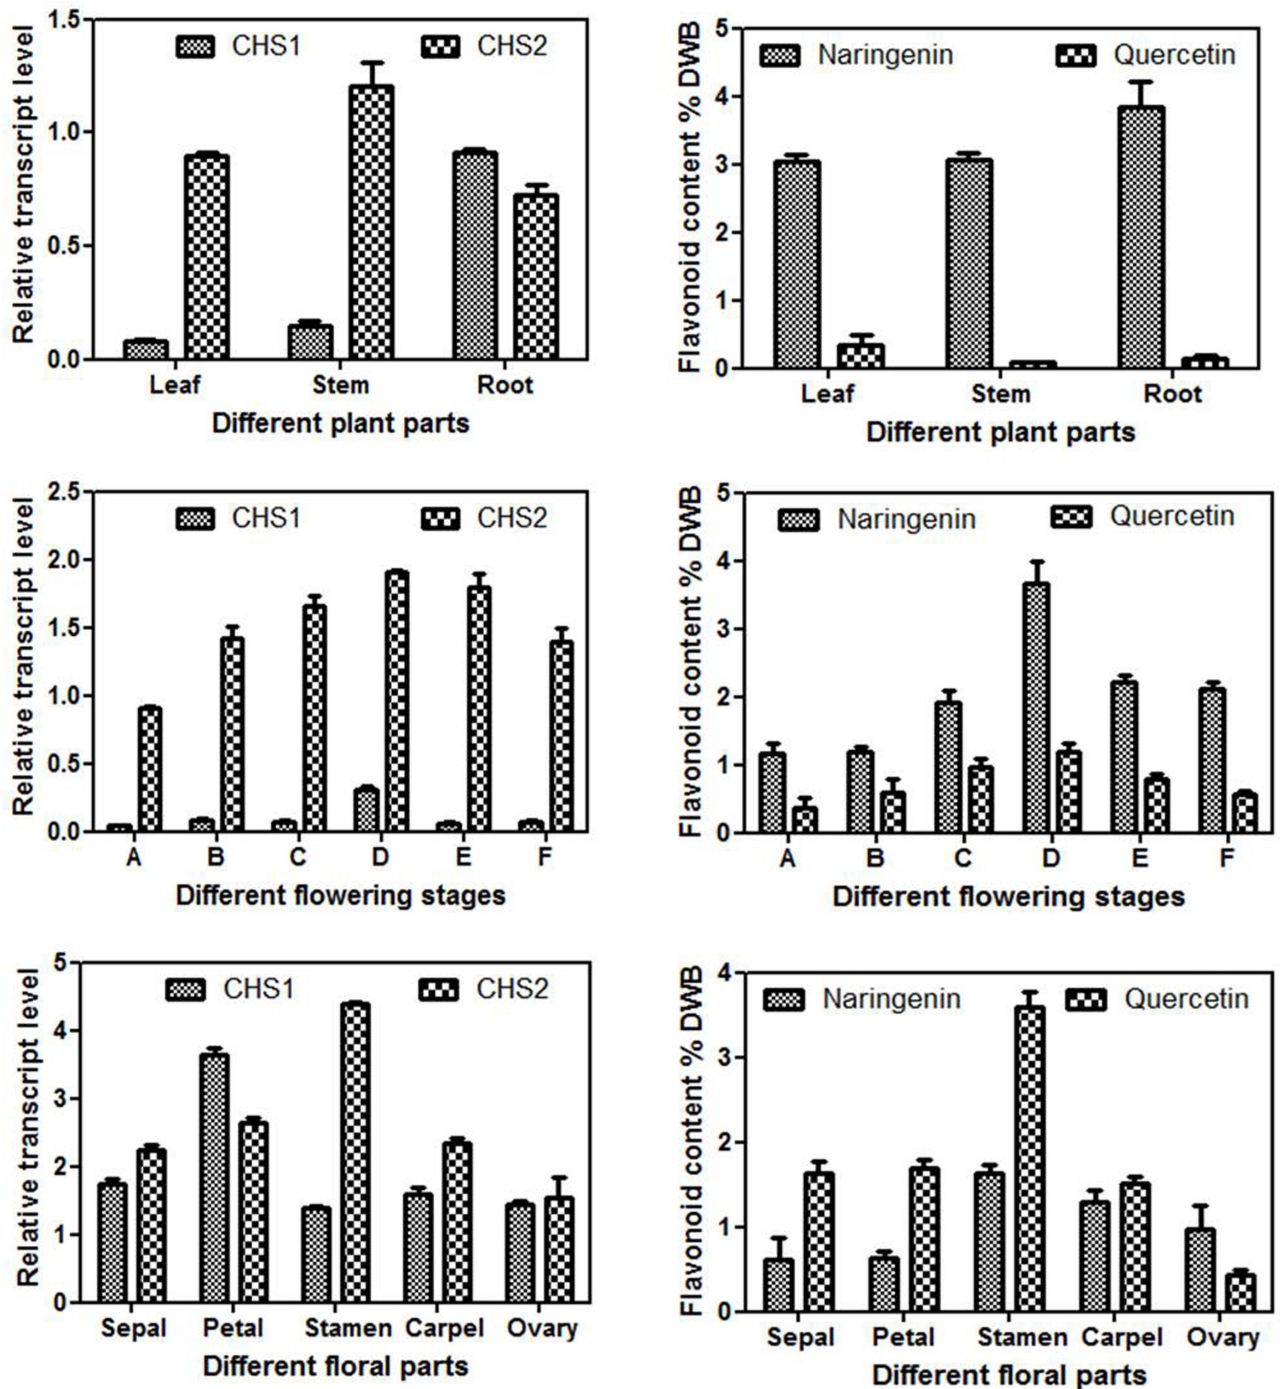 Relative transcript level
1.5
1.0
0.5
0.0
CHS1
CHS2
Leaf
Stem
Root
Different plant parts
Flavonoid content % DWB
5
4
3
2
1
0
Naringenin
Quercetin
Leaf
Stem
Root
Different plant parts
Relative transcript level
2.5
2.0
1.5
1.0
0.5
0.0
CHS1
CHS2
A
B
C
D
E
F
Different flowering stages
Flavonoid content % DWB
5
4
3
2
1
0
Naringenin
Quercetin
A
B
C
D
E
F
Different flowering stages
Relative transcript level
5
4
3
2
1
0
CHS1
CHS2
Sepal
Petal
Stamen
Carpel
Ovary
Different floral parts
Flavonoid content % DWB
4
3
2
1
0
Naringenin
Quercetin
Sepal
Petal
Stamen
Carpel
Ovary
Different floral parts